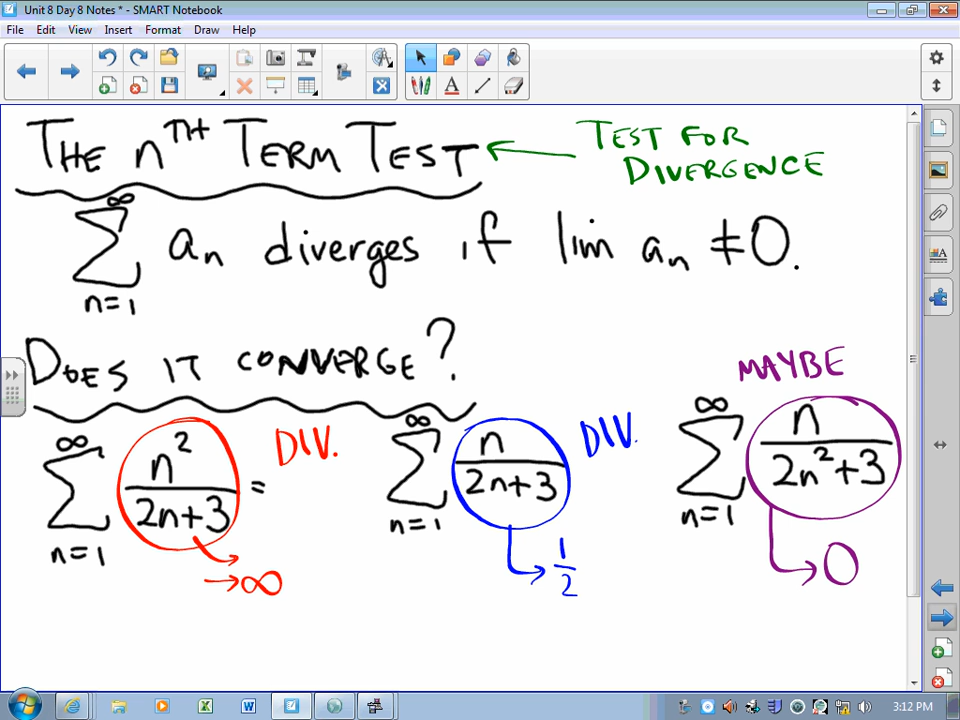 Unit 8 Day 8 Notes * - SMART Notebook
File Edit View Insert Format Draw Help
THE nTH TERM TEST
TEST FOR
DIVERGENCE
∞
∑ an diverges if lim an ≠ 0.
n=1
DOES IT CONVERGE?
MAYBE
∞ n² = DIV.
∑ 2n+3
n=1
→∞
∞ n DIV.
∑ 2n+3
n=1
1
2
∞ n
∑ 2n²+3
n=1
0
3:12 PM